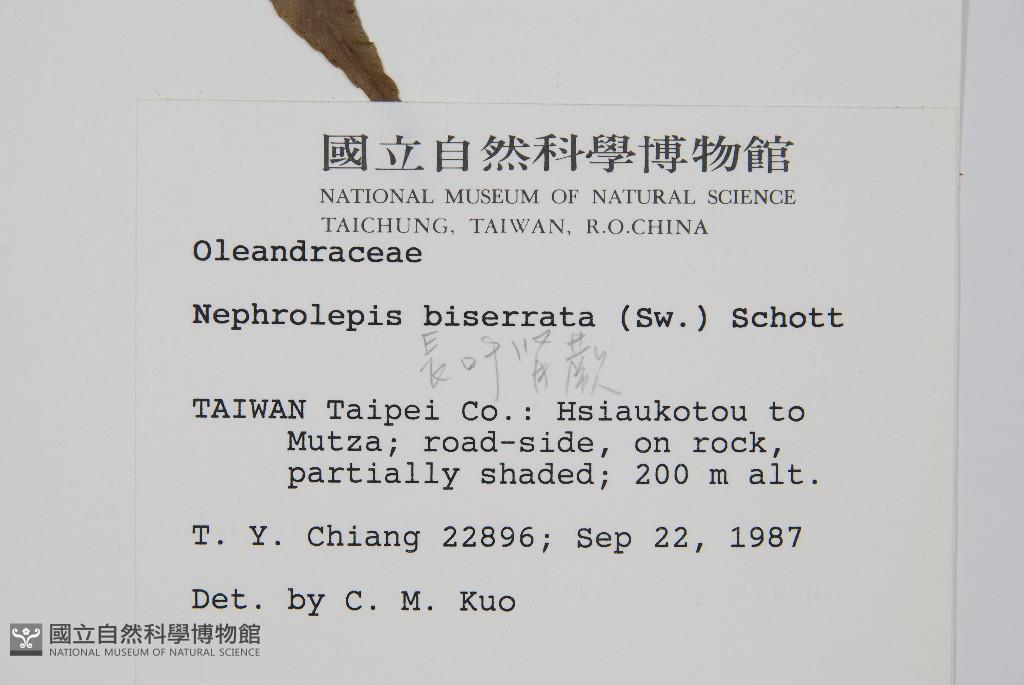 國立自然科學博物館
NATIONAL MUSEUM OF NATURAL SCIENCE
TAICHUNG, TAIWAN, R.O.CHINA
Oleandraceae
Nephrolepis biserrata (Sw.) Schott
長叶腎蕨
TAIWAN Taipei Co.: Hsiaukotou to
Mutza; road-side, on rock,
partially shaded; 200 m alt.
T. Y. Chiang 22896; Sep 22, 1987
Det. by C. M. Kuo
國立自然科學博物館
NATIONAL MUSEUM OF NATURAL SCIENCE